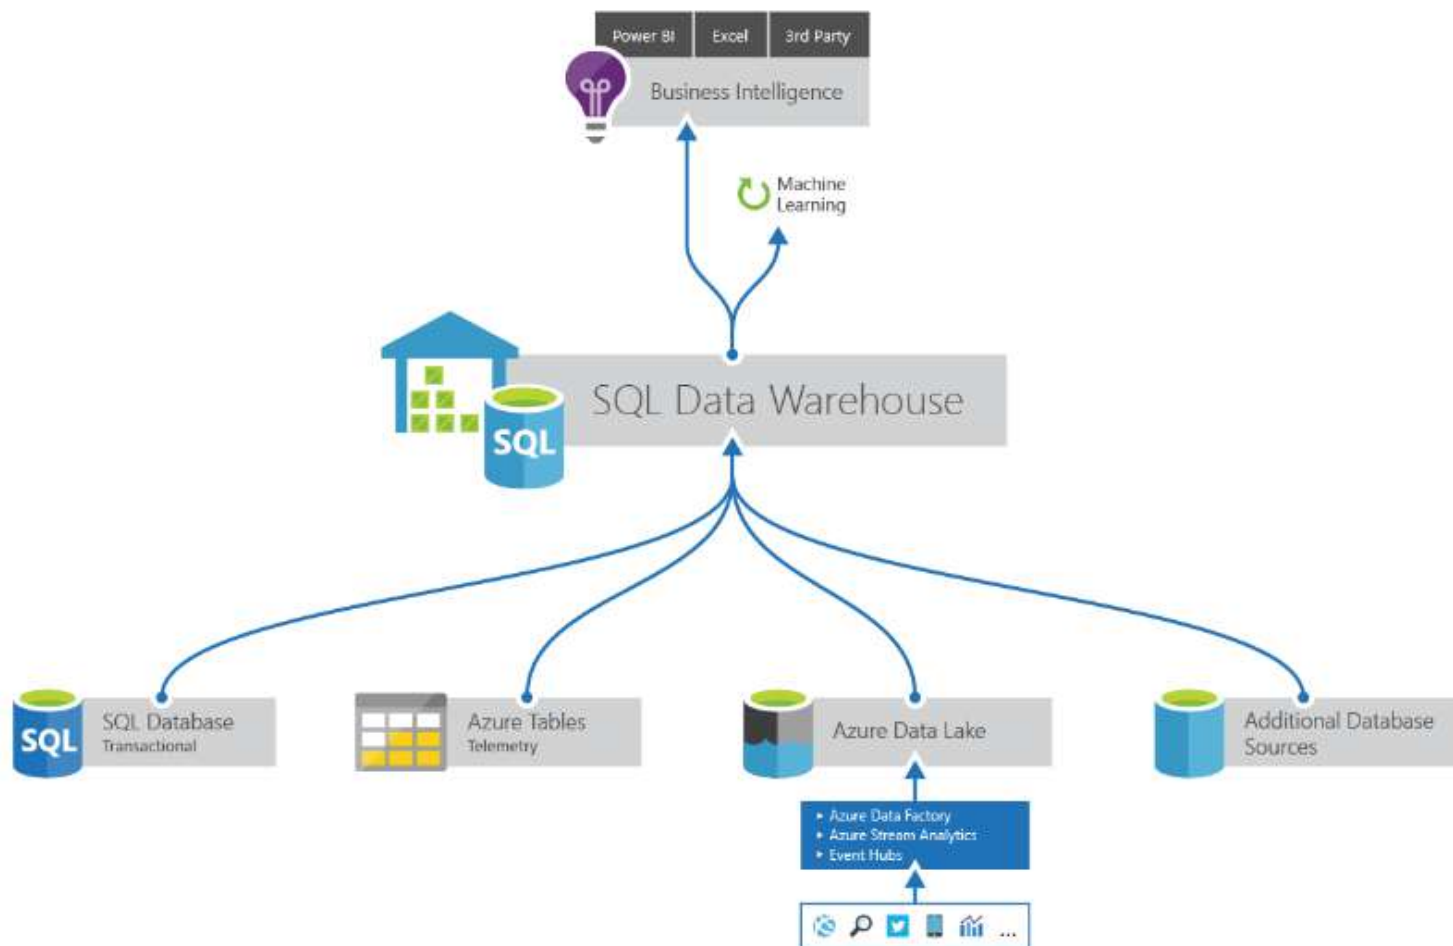 Power BI
Excel
3rd Party
Business Intelligence
Machine
Learning
SQL Data Warehouse
SQL
SQL
SQL Database
Transactional
Azure Tables
Telemetry
Azure Data Lake
Additional Database
Sources
▸ Azure Data Factory
▸ Azure Stream Analytics
▸ Event Hubs
...